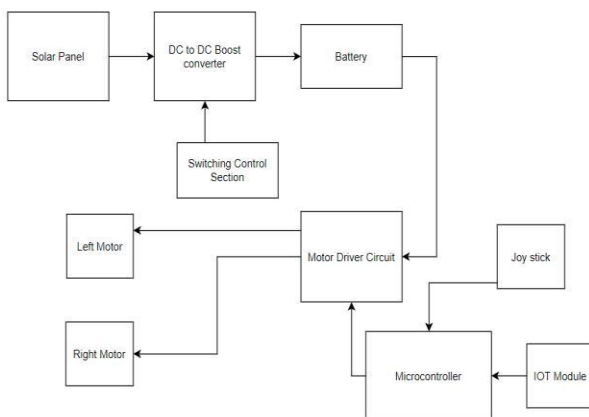 Solar Panel
DC to DC Boost
converter
Battery
Switching Control
Section
Left Motor
Motor Driver Circuit
Joy stick
Right Motor
Microcontroller
IOT Module